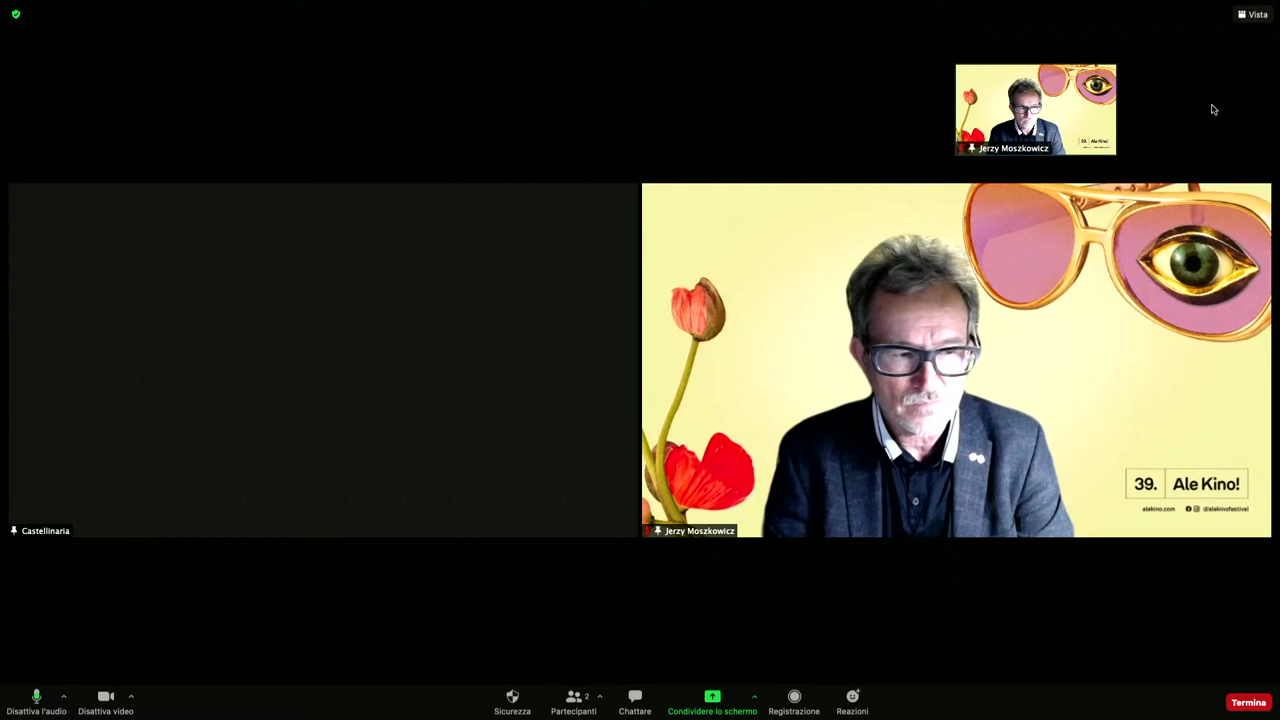 Vista
Jerzy Moszkowicz
39. Ale Kino!
alekino.com @alekinofestival
Castellinaria
Jerzy Moszkowicz
Disattiva l'audio
Disattiva video
Sicurezza
2
Partecipanti
Chattare
Condividere lo schermo
Registrazione
Reazioni
Termina